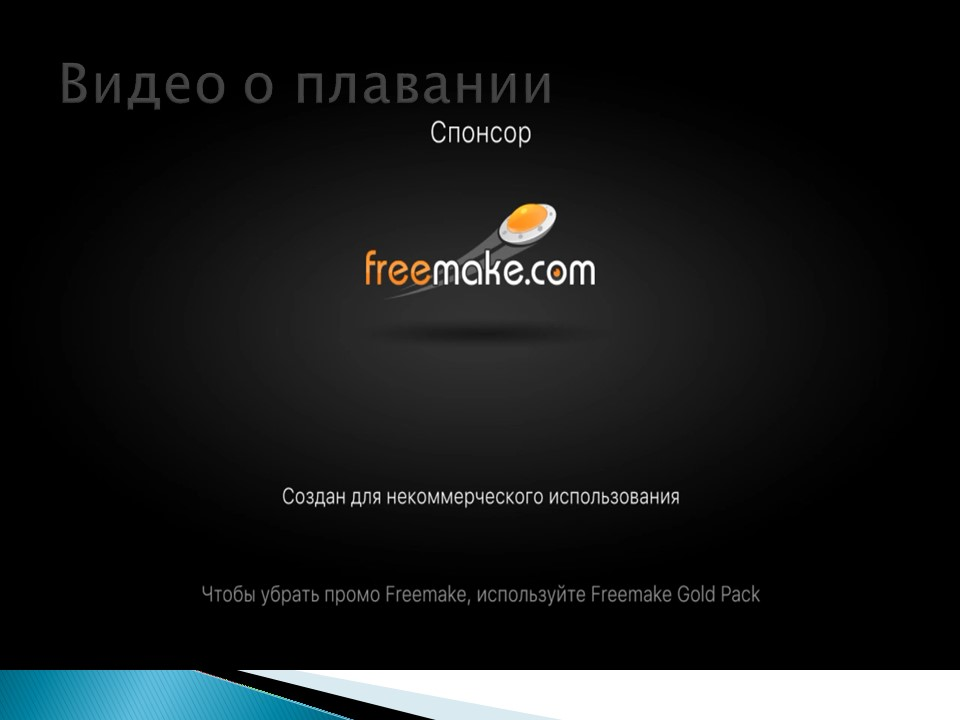 Видео о плавании
Спонсор
freemake.com
Создан для некоммерческого использования
Чтобы убрать промо Freemake, используйте Freemake Gold Pack